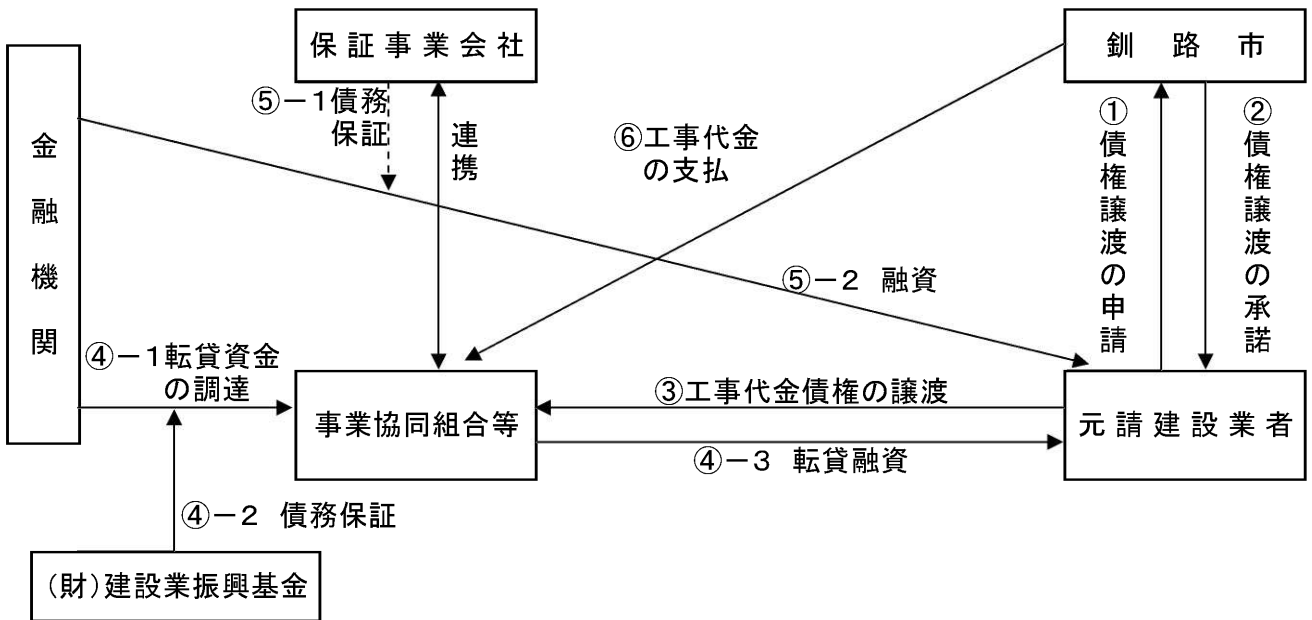 保証事業会社
釧路市
金融機関
⑤-1債務
保証
連携
⑥工事代金
の支払
①債権譲渡の申請
②債権譲渡の承諾
⑤-2 融資
④-1転貸資金
の調達
事業協同組合等
③工事代金債権の譲渡
元請建設業者
④-3 転貸融資
④-2 債務保証
(財)建設業振興基金